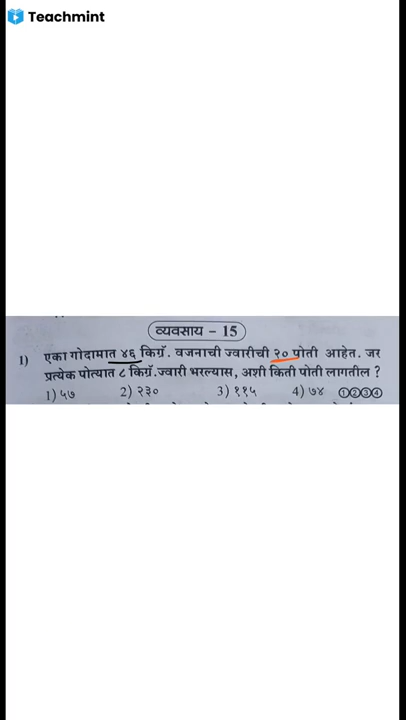 Teachmint
व्यवसाय - 15
1) एका गोदामात ४६ किग्रॅ. वजनाची ज्वारीची २० पोती आहेत. जर
प्रत्येक पोत्यात ८ किग्रॅ.ज्वारी भरल्यास, अशी किती पोती लागतील ?
1) ५७ 2) २३० 3) ११५ 4) ७४ ①②③④